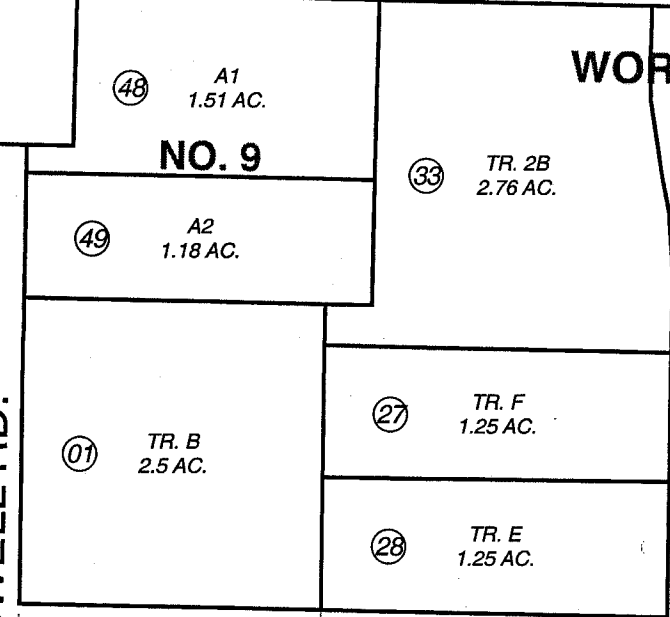 48
A1
1.51 AC.
NO. 9
WOR
33
TR. 2B
2.76 AC.
49
A2
1.18 AC.
01
TR. B
2.5 AC.
27
TR. F
1.25 AC.
28
TR. E
1.25 AC.
RD.